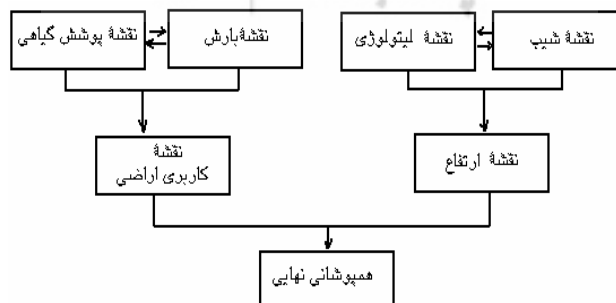 نقشهٔ شیب
نقشهٔ لیتولوژی
نقشهٔ بارش
نقشهٔ پوشش گیاهی
نقشهٔ ارتفاع
نقشهٔ
کاربری اراضی
همپوشانی نهایی